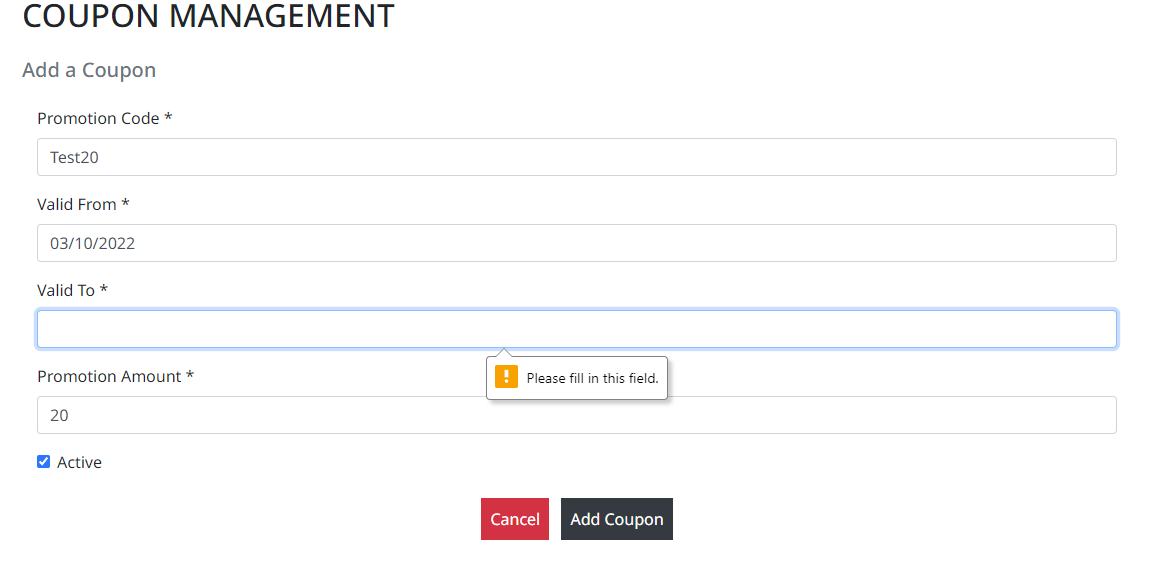 COUPON MANAGEMENT
Add a Coupon
Promotion Code *
Test20
Valid From *
03/10/2022
Valid To *
Please fill in this field.
Promotion Amount *
20
Active
Cancel Add Coupon